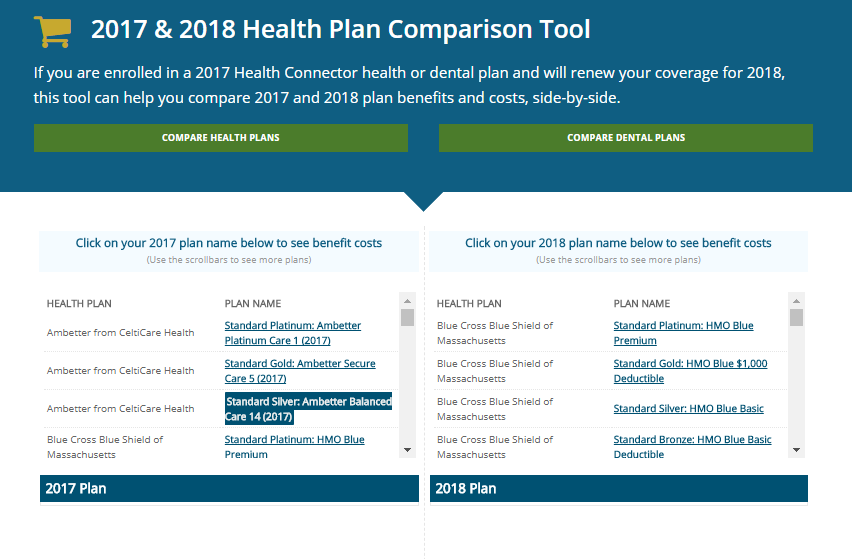 2017 & 2018 Health Plan Comparison Tool
If you are enrolled in a 2017 Health Connector health or dental plan and will renew your coverage for 2018,
this tool can help you compare 2017 and 2018 plan benefits and costs, side-by-side.
COMPARE HEALTH PLANS
COMPARE DENTAL PLANS
Click on your 2017 plan name below to see benefit costs
(Use the scrollbars to see more plans)
HEALTH PLAN
PLAN NAME
Ambetter from CeltiCare Health
Standard Platinum: Ambetter
Platinum Care 1 (2017)
Ambetter from CeltiCare Health
Standard Gold: Ambetter Secure
Care 5 (2017)
Ambetter from CeltiCare Health
Standard Silver: Ambetter Balanced
Care 14 (2017)
Blue Cross Blue Shield of
Massachusetts
Standard Platinum: HMO Blue
Premium
2017 Plan
Click on your 2018 plan name below to see benefit costs
(Use the scrollbars to see more plans)
HEALTH PLAN
PLAN NAME
Blue Cross Blue Shield of
Massachusetts
Standard Platinum: HMO Blue
Premium
Blue Cross Blue Shield of
Massachusetts
Standard Gold: HMO Blue $1,000
Deductible
Blue Cross Blue Shield of
Massachusetts
Standard Silver: HMO Blue Basic
Blue Cross Blue Shield of
Massachusetts
Standard Bronze: HMO Blue Basic
Deductible
2018 Plan